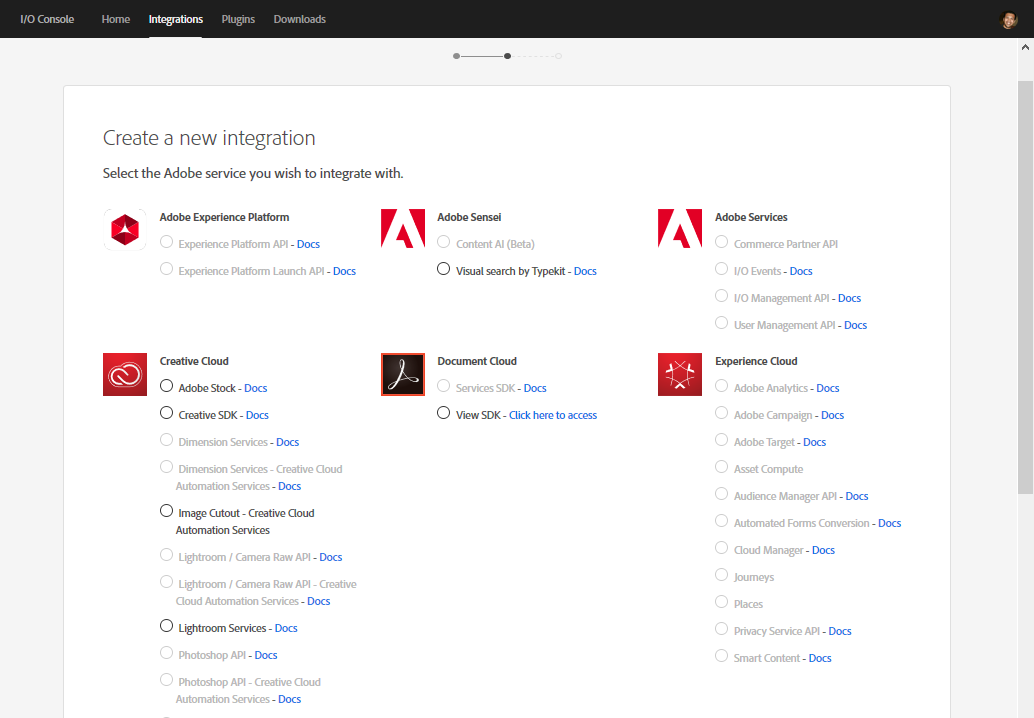 I/O Console Home Integrations Plugins Downloads
Create a new integration
Select the Adobe service you wish to integrate with.
Adobe Experience Platform
Experience Platform API - Docs
Experience Platform Launch API - Docs
Adobe Sensei
Content AI (Beta)
Visual search by Typekit - Docs
Adobe Services
Commerce Partner API
I/O Events - Docs
I/O Management API - Docs
User Management API - Docs
Creative Cloud
Adobe Stock - Docs
Creative SDK - Docs
Dimension Services - Docs
Dimension Services - Creative Cloud
Automation Services - Docs
Image Cutout - Creative Cloud
Automation Services
Lightroom / Camera Raw API - Docs
Lightroom / Camera Raw API - Creative
Cloud Automation Services - Docs
Lightroom Services - Docs
Photoshop API - Docs
Photoshop API - Creative Cloud
Automation Services - Docs
Document Cloud
Services SDK - Docs
View SDK - Click here to access
Experience Cloud
Adobe Analytics - Docs
Adobe Campaign - Docs
Adobe Target - Docs
Asset Compute
Audience Manager API - Docs
Automated Forms Conversion - Docs
Cloud Manager - Docs
Journeys
Places
Privacy Service API - Docs
Smart Content - Docs